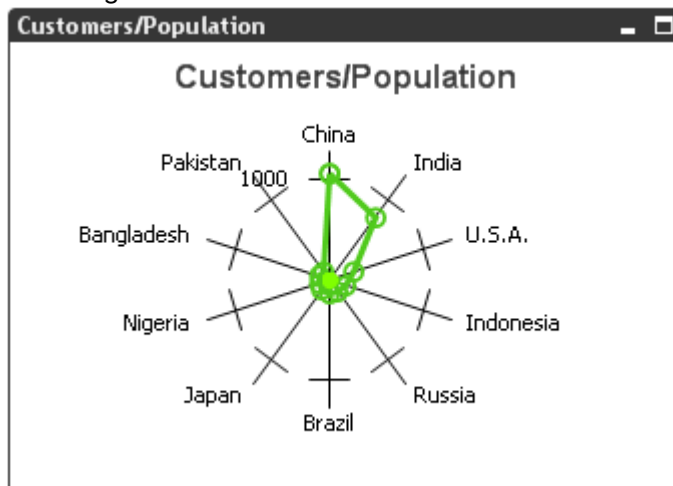 Customers/Population
Customers/Population
China
Pakistan
1000
India
Bangladesh
U.S.A.
Nigeria
Indonesia
Japan
Russia
Brazil